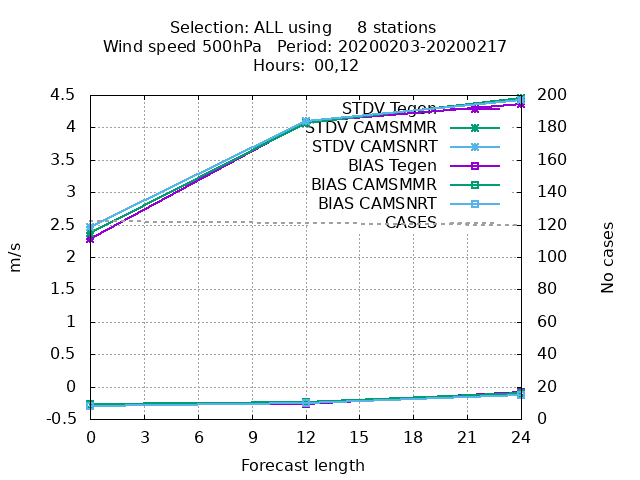 Selection: ALL using 8 stations
Wind speed 500hPa Period: 20200203-20200217
Hours: 00,12
4.5
4
3.5
3
2.5
2
1.5
1
0.5
0
-0.5
m/s
200
180
160
140
120
100
80
60
40
20
0
No cases
STDV Tegen
STDV CAMSMMR
STDV CAMSNRT
BIAS Tegen
BIAS CAMSMMR
BIAS CAMSNRT
CASES
0 3 6 9 12 15 18 21 24
Forecast length